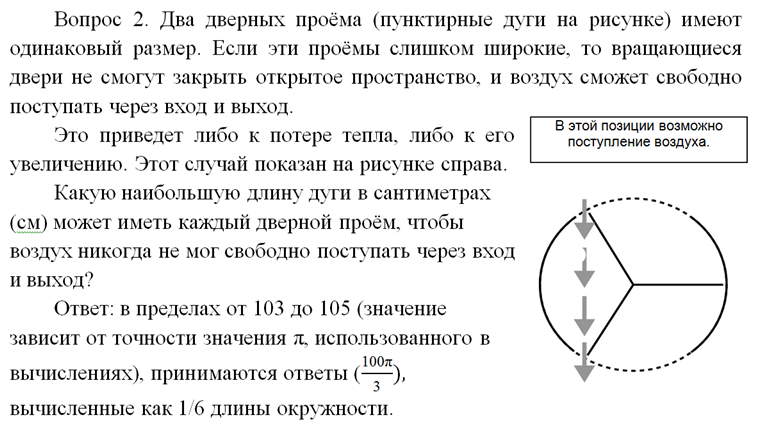 Вопрос 2. Два дверных проёма (пунктирные дуги на рисунке) имеют
одинаковый размер. Если эти проёмы слишком широкие, то вращающиеся
двери не смогут закрыть открытое пространство, и воздух сможет свободно
поступать через вход и выход.
Это приведет либо к потере тепла, либо к его
увеличению. Этот случай показан на рисунке справа.
Какую наибольшую длину дуги в сантиметрах
(см) может иметь каждый дверной проём, чтобы
воздух никогда не мог свободно поступать через вход
и выход?
Ответ: в пределах от 103 до 105 (значение
зависит от точности значения π, использованного в
вычислениях), принимаются ответы (100π/3),
вычисленные как 1/6 длины окружности.
В этой позиции возможно
поступление воздуха.